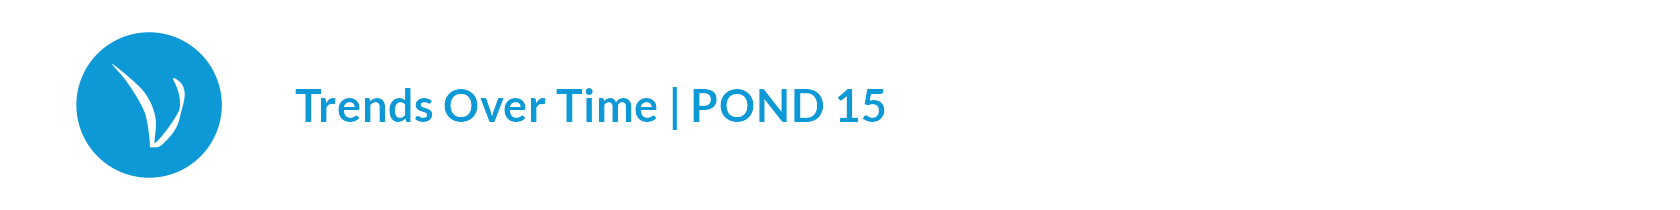 Trends Over Time | POND 15